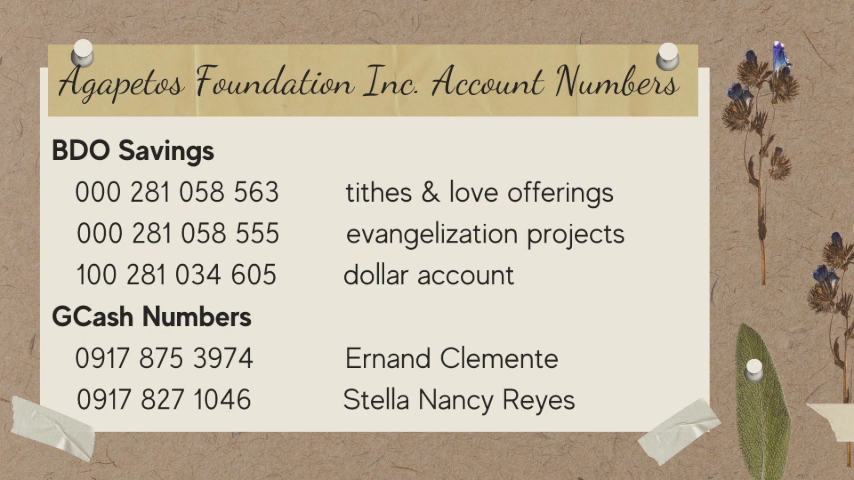 Agapetos Foundation Inc. Account Numbers
BDO Savings
000 281 058 563 tithes & love offerings
000 281 058 555 evangelization projects
100 281 034 605 dollar account
GCash Numbers
0917 875 3974 Ernand Clemente
0917 827 1046 Stella Nancy Reyes